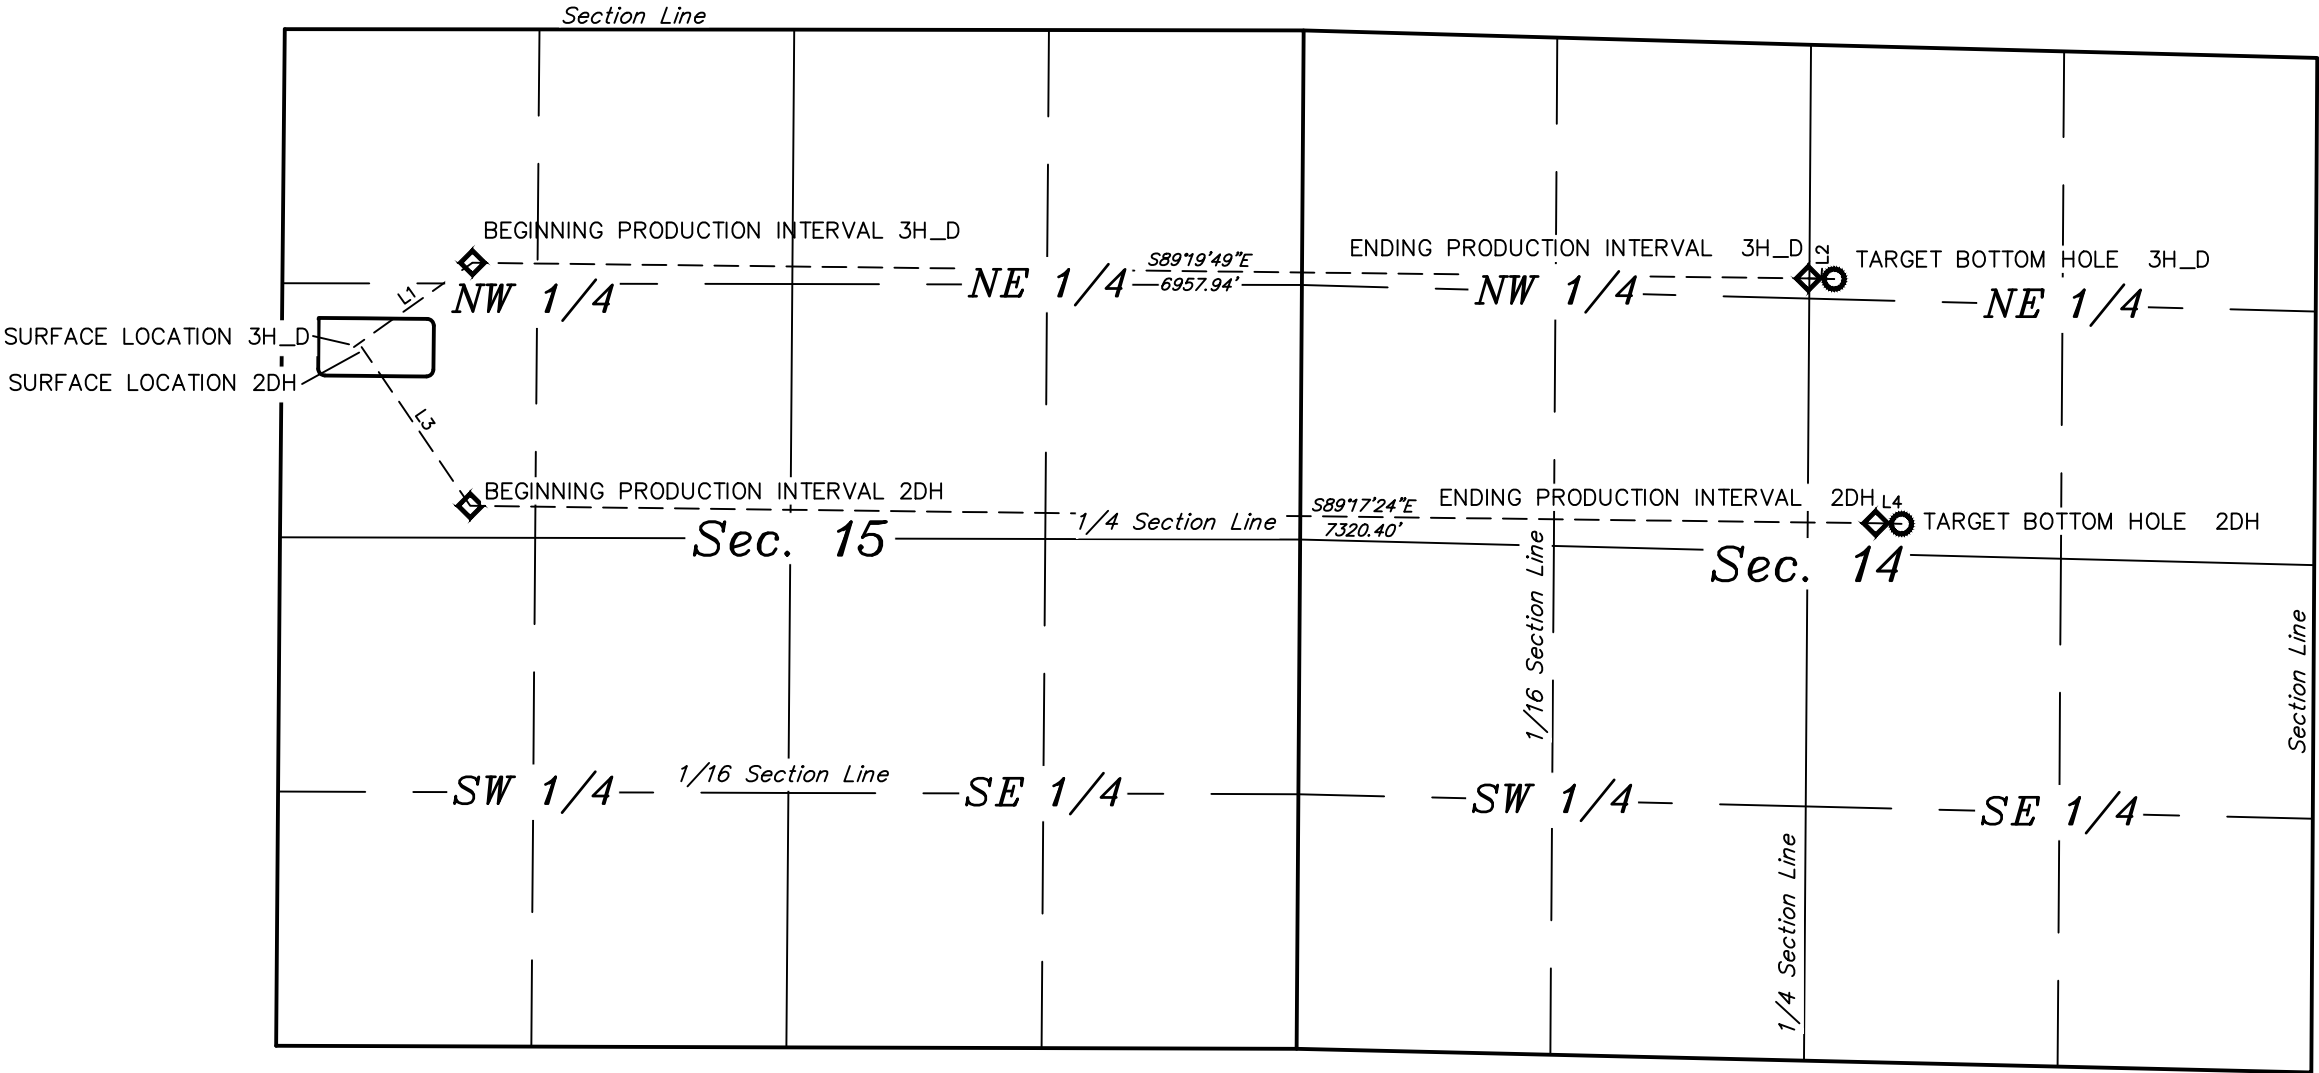 Section Line
BEGINNING PRODUCTION INTERVAL 3H_D
S89°19'49"E
6957.94'
ENDING PRODUCTION INTERVAL 3H_D
L2
TARGET BOTTOM HOLE 3H_D
L1
NW 1/4
NE 1/4
NW 1/4
NE 1/4
SURFACE LOCATION 3H_D
SURFACE LOCATION 2DH
L3
BEGINNING PRODUCTION INTERVAL 2DH
1/4 Section Line
S89°17'24"E
7320.40'
ENDING PRODUCTION INTERVAL 2DH
L4
TARGET BOTTOM HOLE 2DH
Sec. 15
Sec. 14
1/16 Section Line
Section Line
SW 1/4
1/16 Section Line
SE 1/4
SW 1/4
SE 1/4
1/4 Section Line